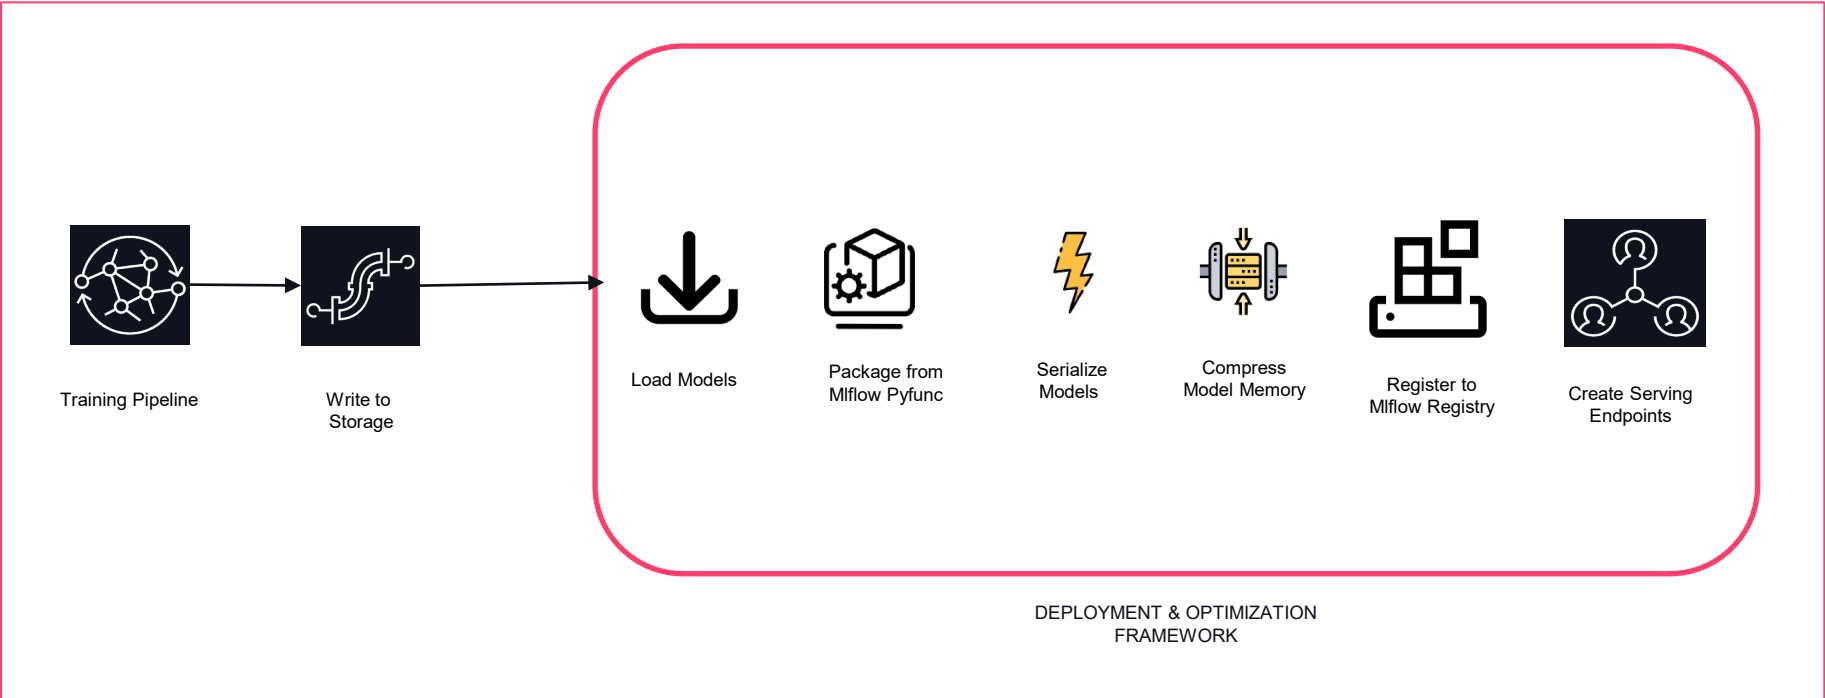 Training Pipeline
Write to
Storage
Load Models
Package from
Mlflow Pyfunc
Serialize
Models
Compress
Model Memory
Register to
Mlflow Registry
Create Serving
Endpoints
DEPLOYMENT & OPTIMIZATION
FRAMEWORK